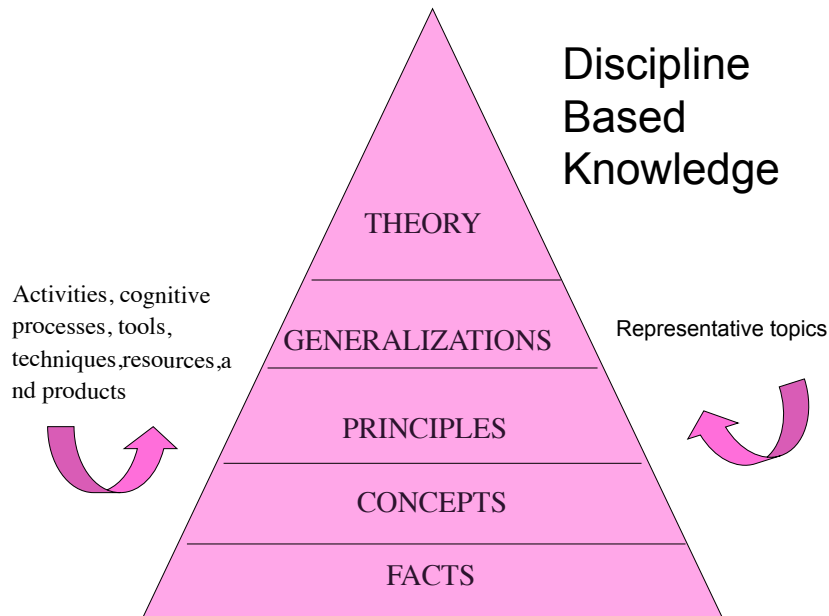 Discipline
Based
Knowledge
THEORY
Activities, cognitive
processes, tools,
techniques,resources,a
nd products
GENERALIZATIONS
Representative topics
PRINCIPLES
CONCEPTS
FACTS